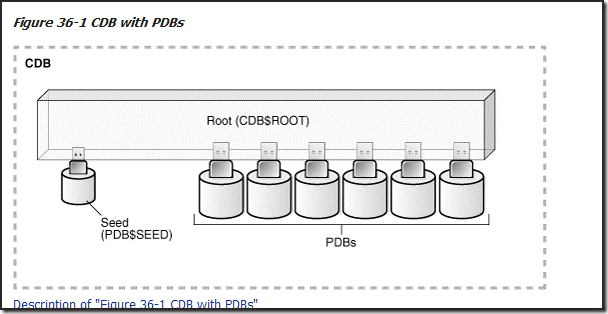 Figure 36-1 CDB with PDBs
CDB
Root (CDB$ROOT)
Seed
(PDB$SEED)
PDBs
Description of "Figure 36-1 CDB with PDBs"